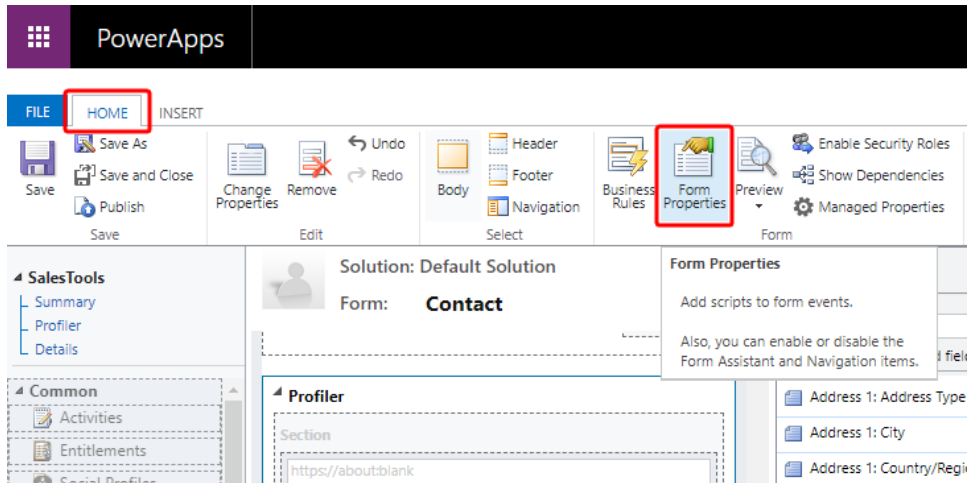 PowerApps
FILE HOME INSERT
Save
Save As
Save and Close
Publish
Save
Change
Properties
Remove
Undo
Redo
Edit
Body
Header
Footer
Navigation
Select
Business
Rules
Form
Properties
Preview
Enable Security Roles
Show Dependencies
Managed Properties
Form
SalesTools
Summary
Profiler
Details
Common
Activities
Entitlements
Social Profiles
Solution: Default Solution
Form: Contact
Profiler
Section
https://about:blank
Form Properties
Add scripts to form events.
Also, you can enable or disable the
Form Assistant and Navigation items.
Address 1: Address Type
Address 1: City
Address 1: Country/Regi